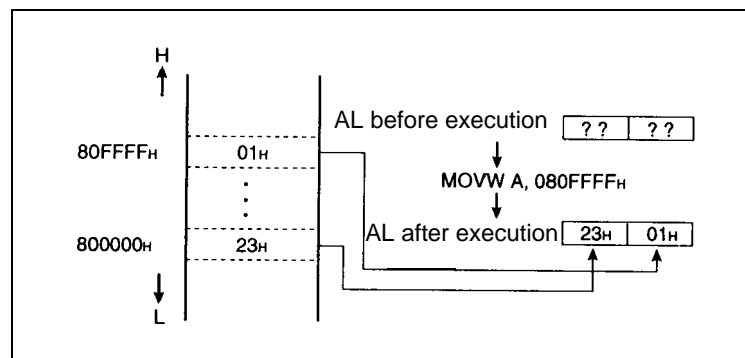 H
AL before execution
? ?
? ?
80FFFFH
01H
MOVW A, 080FFFFH
AL after execution
23H
01H
800000H
23H
L